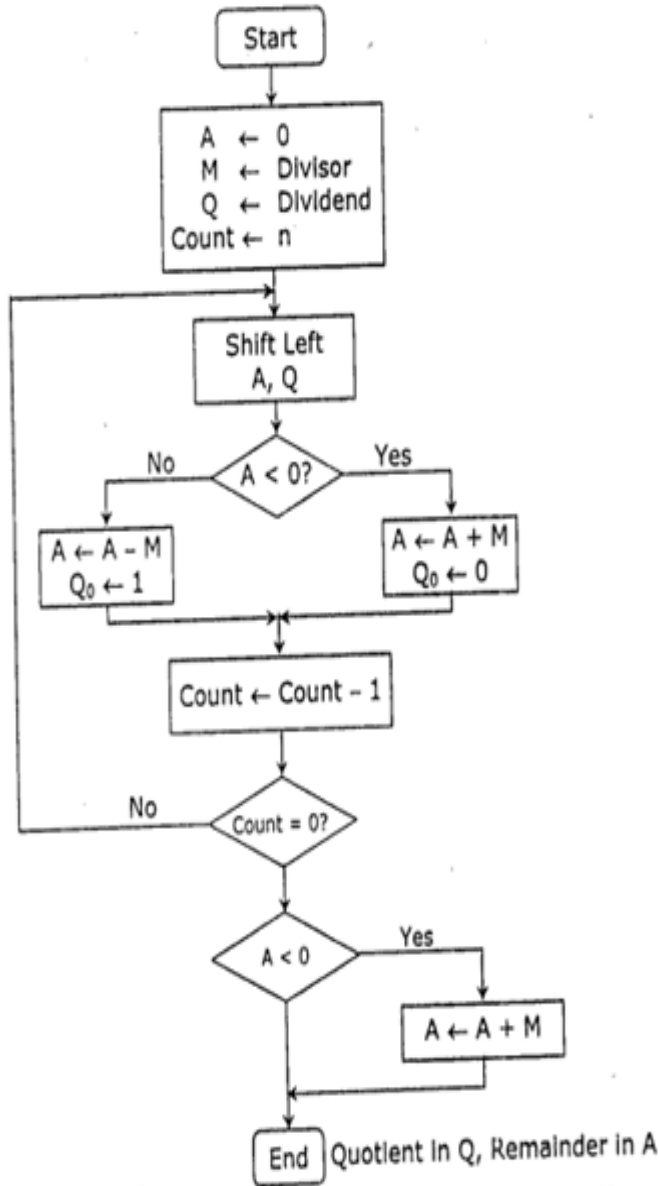 Start
A ← 0
M ← Divisor
Q ← Dividend
Count ← n
Shift Left
A, Q
No
A < 0?
Yes
A ← A – M
Q₀ ← 1
A ← A + M
Q₀ ← 0
Count ← Count – 1
No
Count = 0?
A < 0
Yes
A ← A + M
End
Quotient in Q, Remainder in A